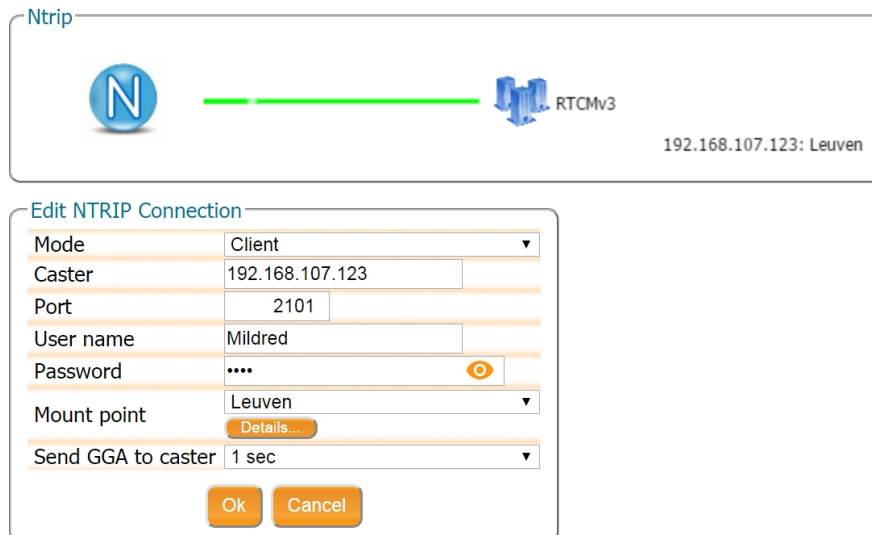 Ntrip
N
RTCMv3
192.168.107.123: Leuven
Edit NTRIP Connection
Mode Client
Caster 192.168.107.123
Port 2101
User name Mildred
Password ••••
Mount point Leuven
Details...
Send GGA to caster 1 sec
Ok Cancel